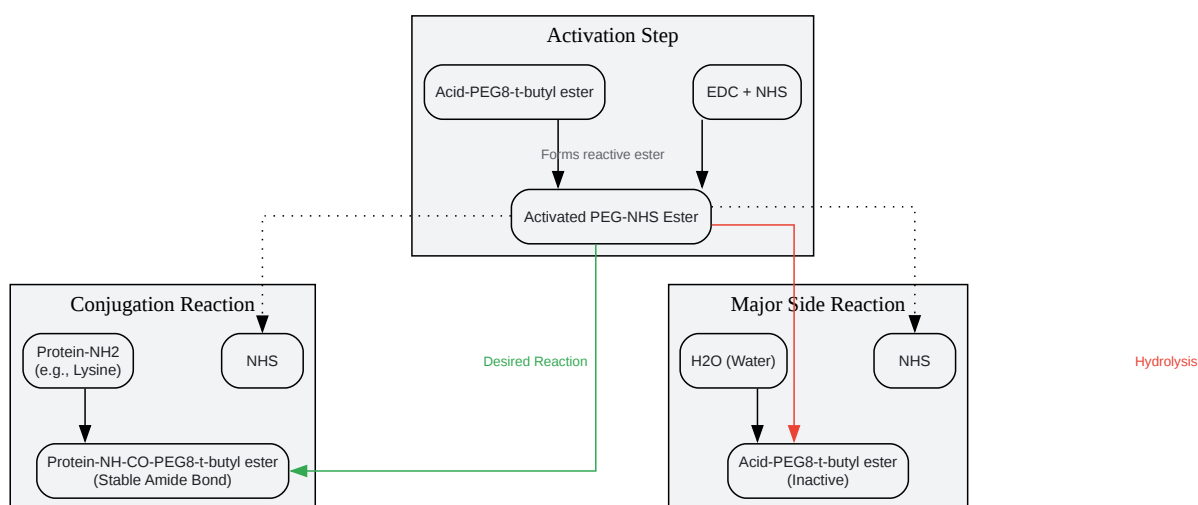 Activation Step
Acid-PEG8-t-butyl ester
EDC + NHS
Forms reactive ester
Activated PEG-NHS Ester
Conjugation Reaction
Major Side Reaction
Protein-NH2
(e.g., Lysine)
NHS
Desired Reaction
H2O (Water)
NHS
Hydrolysis
Protein-NH-CO-PEG8-t-butyl ester
(Stable Amide Bond)
Acid-PEG8-t-butyl ester
(Inactive)